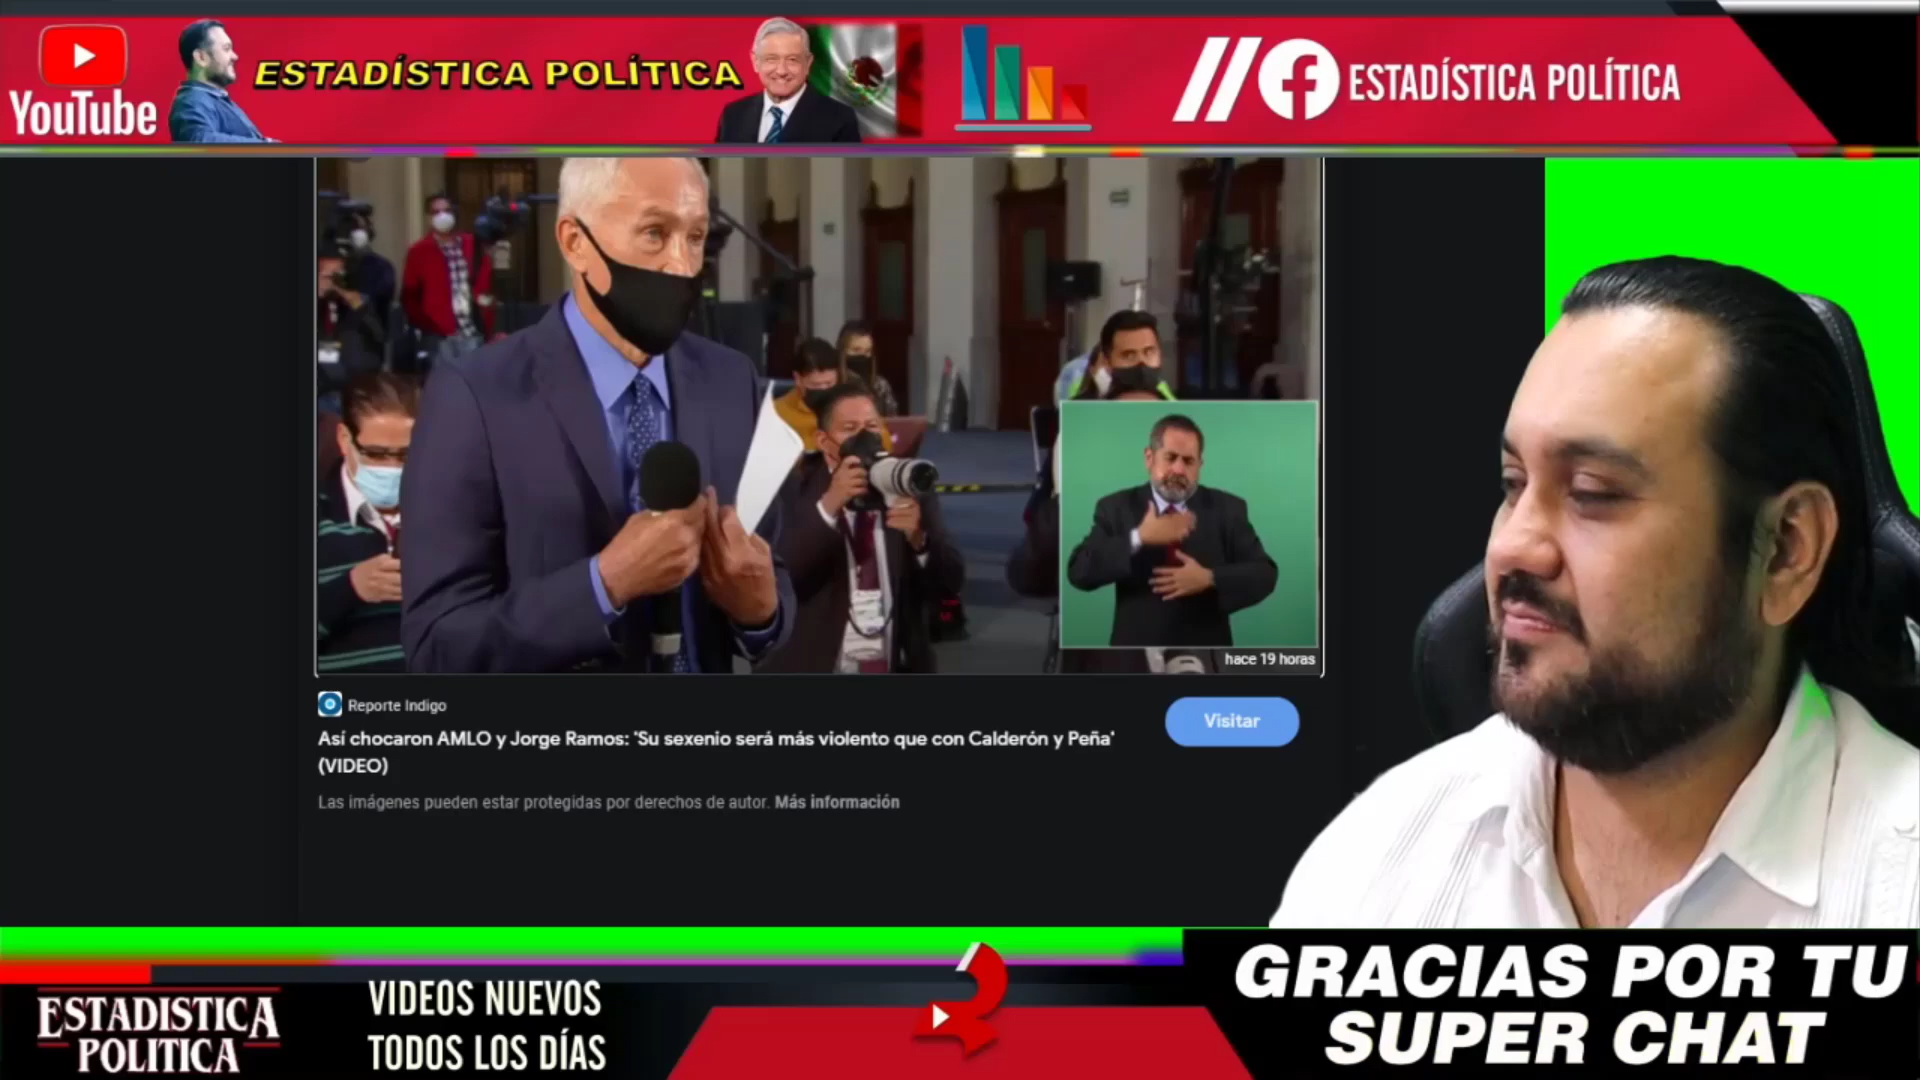 YouTube
ESTADÍSTICA POLÍTICA
ESTADÍSTICA POLÍTICA
hace 19 horas
Reporte Indigo
Visitar
Así chocaron AMLO y Jorge Ramos: 'Su sexenio será más violento que con Calderón y Peña'
(VIDEO)
Las imágenes pueden estar protegidas por derechos de autor. Más información
ESTADISTICA
POLITICA
VIDEOS NUEVOS
TODOS LOS DÍAS
GRACIAS POR TU
SUPER CHAT